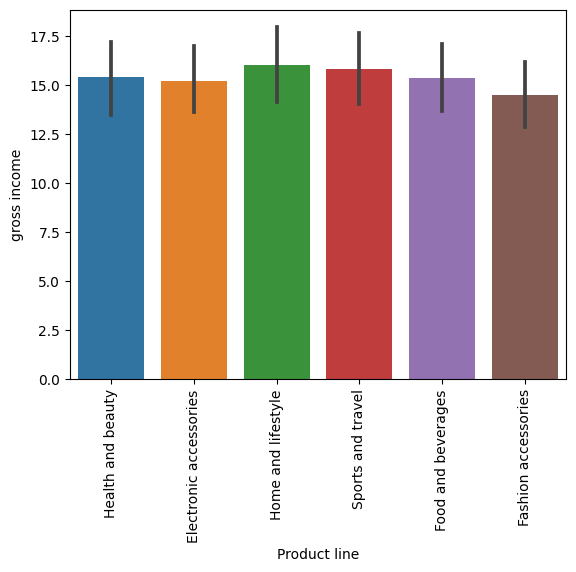 gross income
17.5
15.0
12.5
10.0
7.5
5.0
2.5
0.0
Health and beauty
Electronic accessories
Home and lifestyle
Sports and travel
Food and beverages
Fashion accessories
Product line